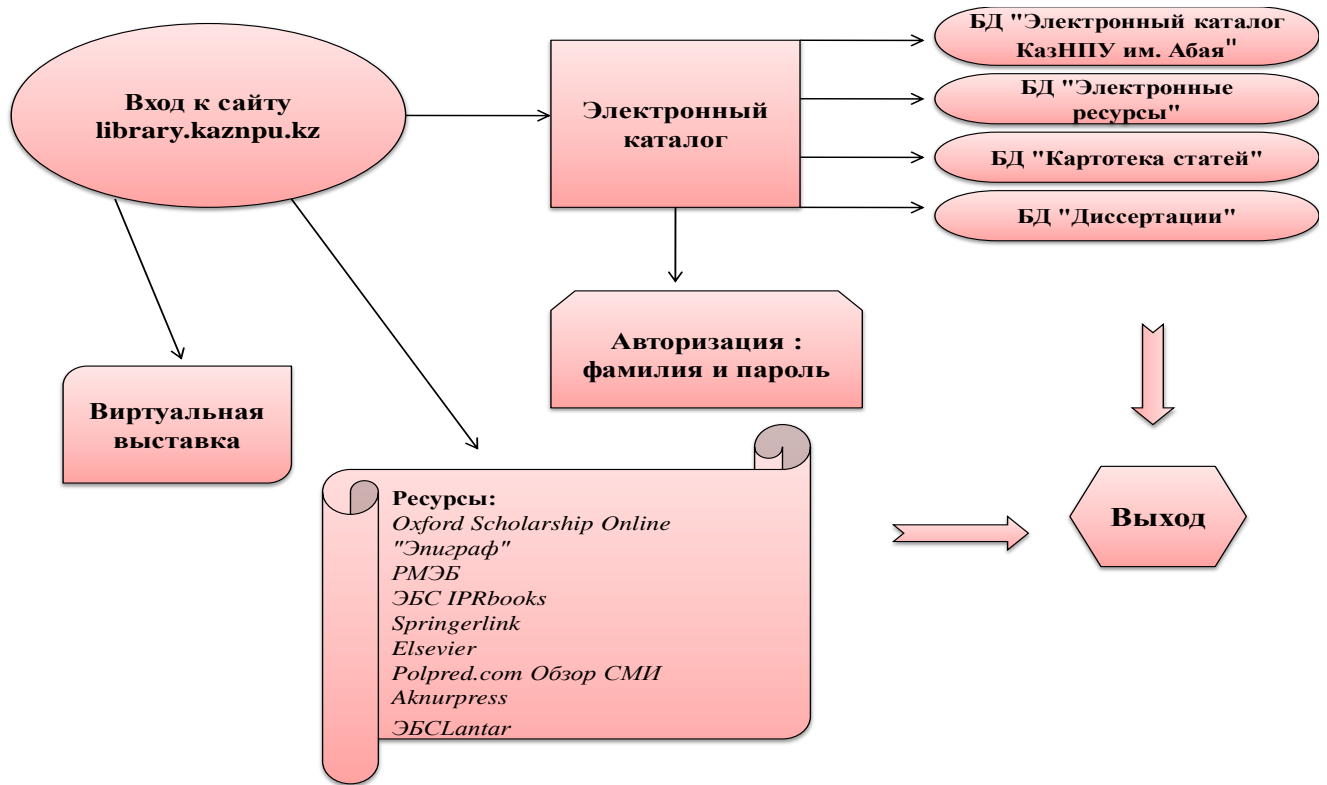 Вход к сайту
library.kaznpu.kz
Электронный
каталог
БД "Электронный каталог
КазНПУ им. Абая"
БД "Электронные
ресурсы"
БД "Картотека статей"
БД "Диссертации"
Авторизация :
фамилия и пароль
Виртуальная
выставка
Ресурсы:
Oxford Scholarship Online
"Эпиграф"
РМЭБ
ЭБС IPRbooks
Springerlink
Elsevier
Polpred.com Обзор СМИ
Aknurpress
ЭБСLantar
Выход